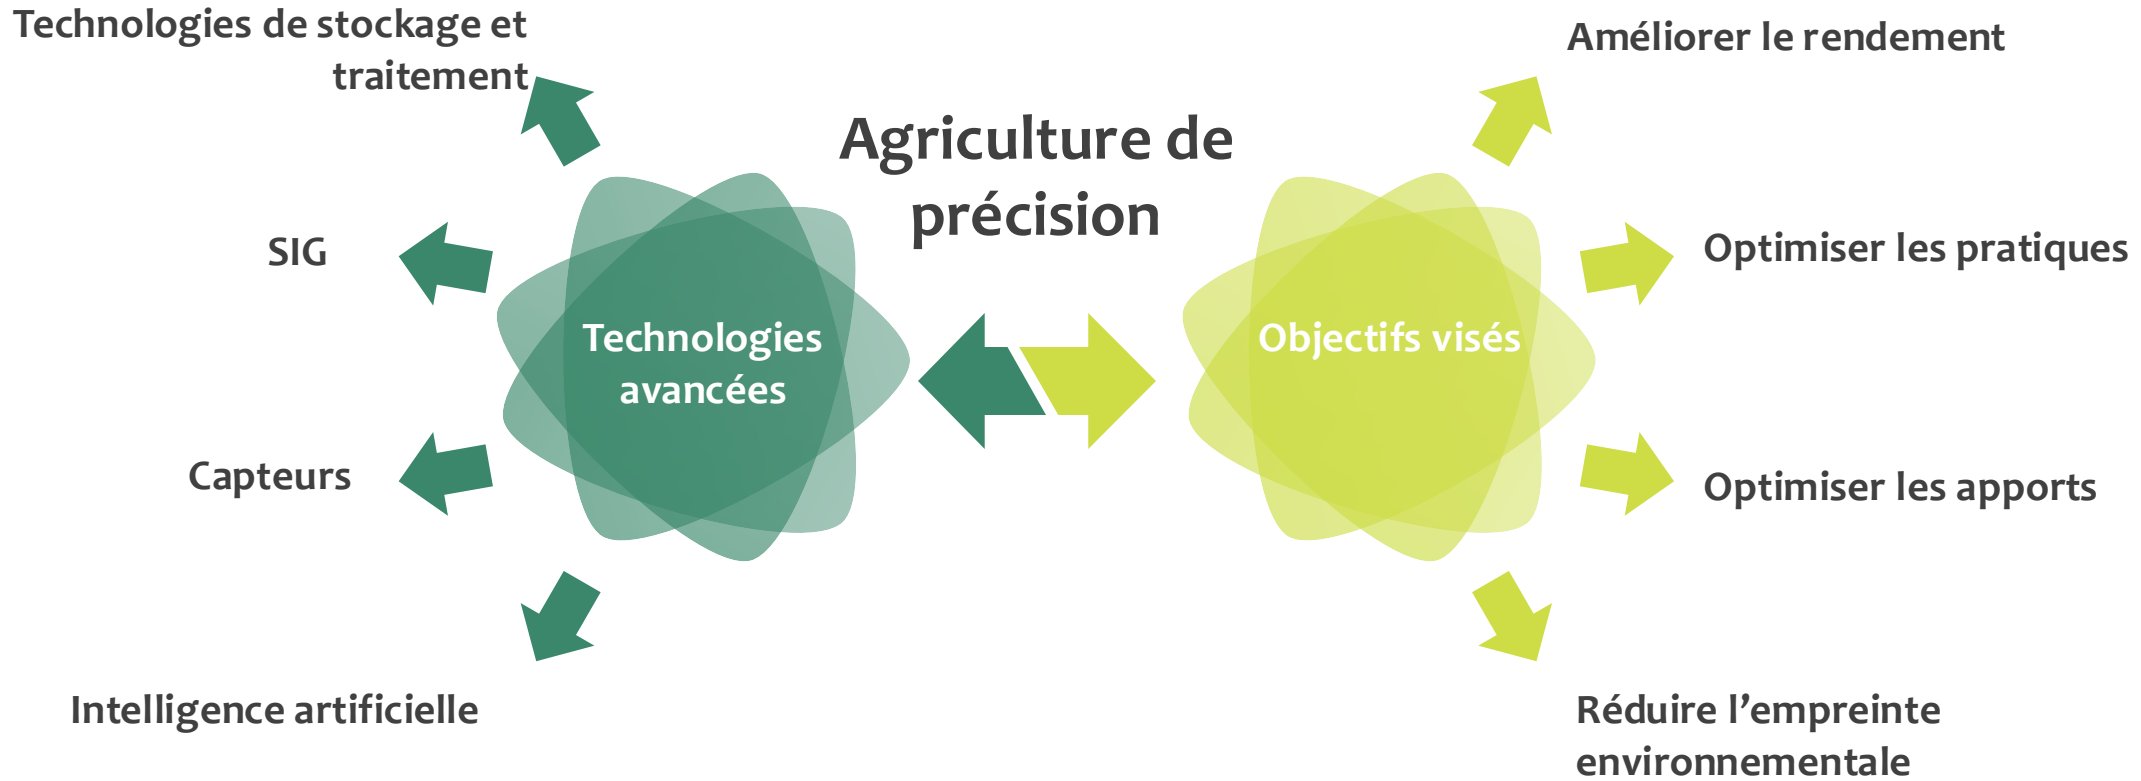 Technologies de stockage et
traitement
SIG
Capteurs
Intelligence artificielle
Technologies
avancées
Agriculture de
précision
Objectifs visés
Améliorer le rendement
Optimiser les pratiques
Optimiser les apports
Réduire l’empreinte
environnementale